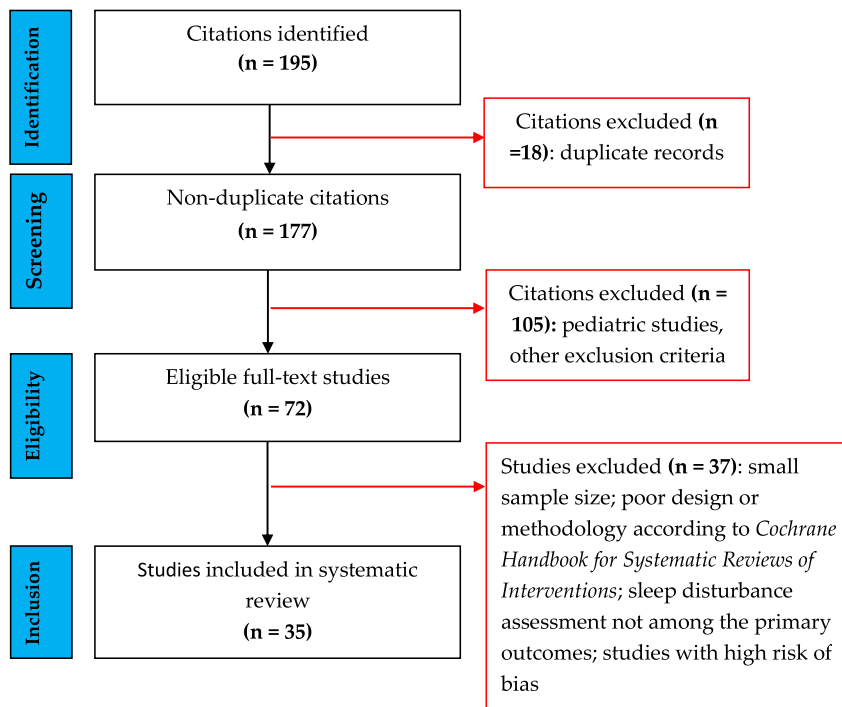 Identification
Citations identified
(n = 195)
Citations excluded (n
=18): duplicate records
Screening
Non-duplicate citations
(n = 177)
Citations excluded (n =
105): pediatric studies,
other exclusion criteria
Eligibility
Eligible full-text studies
(n = 72)
Studies excluded (n = 37): small
sample size; poor design or
methodology according to Cochrane
Handbook for Systematic Reviews of
Interventions; sleep disturbance
assessment not among the primary
outcomes; studies with high risk of
bias
Inclusion
Studies included in systematic
review
(n = 35)